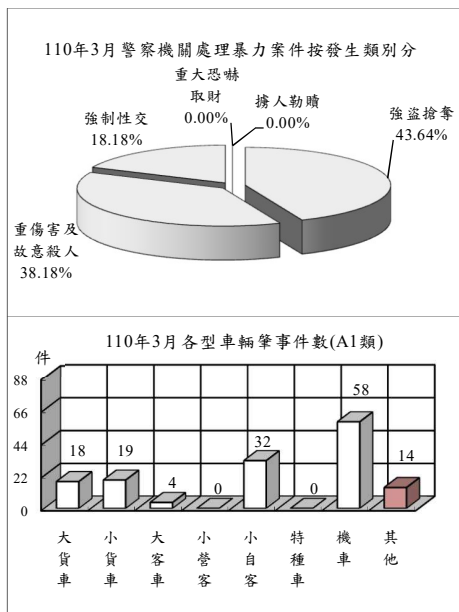 110年3月警察機關處理暴力案件按發生類別分
重大恐嚇
取財
0.00%
擄人勒贖
0.00%
強制性交
18.18%
強盜搶奪
43.64%
重傷害及
故意殺人
38.18%
110年3月各型車輛肇事件數(A1類)
件
88
66
44
22
0
18
19
4
0
32
0
58
14
大貨車
小貨車
大客車
小營客
小自客
特種車
機車
其他